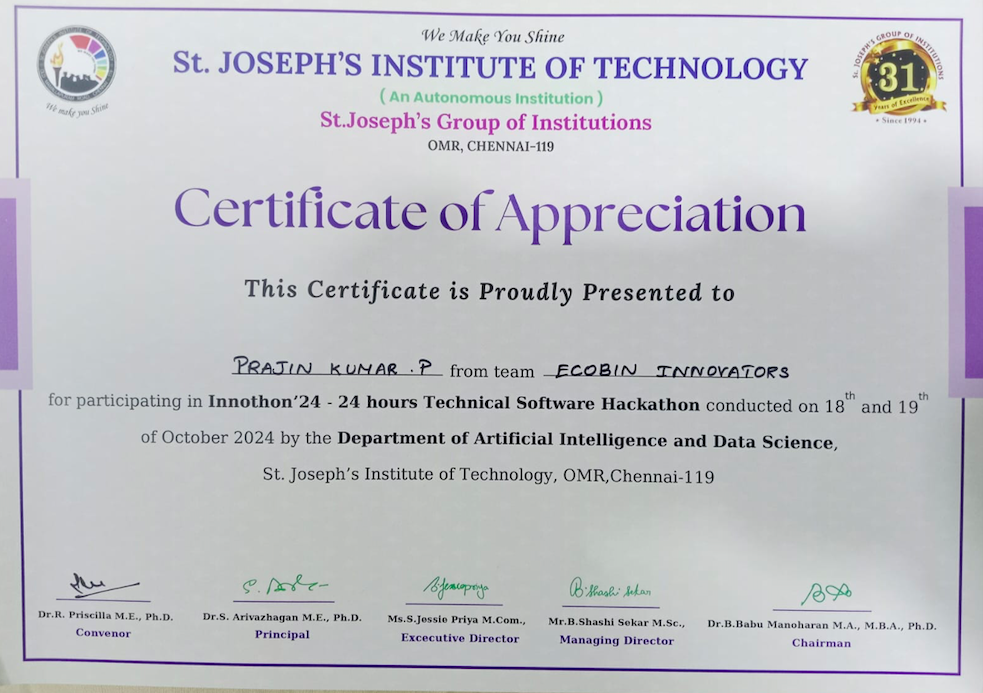 We Make You Shine
St. JOSEPH'S INSTITUTE OF TECHNOLOGY
( An Autonomous Institution )
St.Joseph's Group of Institutions
OMR, CHENNAI-119
We make you Shine
St. JOSEPH'S GROUP OF INSTITUTIONS
31
Years of Excellence
* Since 1994 *
Certificate of Appreciation
This Certificate is Proudly Presented to
PRAJIN KUMAR .P from team ECOBIN INNOVATORS
for participating in Innothon'24 - 24 hours Technical Software Hackathon conducted on 18th and 19th
of October 2024 by the Department of Artificial Intelligence and Data Science,
St. Joseph's Institute of Technology, OMR,Chennai-119
B.Shashi Sekar
Dr.R. Priscilla M.E., Ph.D. Dr.S. Arivazhagan M.E., Ph.D. Ms.S.Jessie Priya M.Com., Mr.B.Shashi Sekar M.Sc., Dr.B.Babu Manoharan M.A., M.B.A., Ph.D.
Convenor Principal Excecutive Director Managing Director Chairman